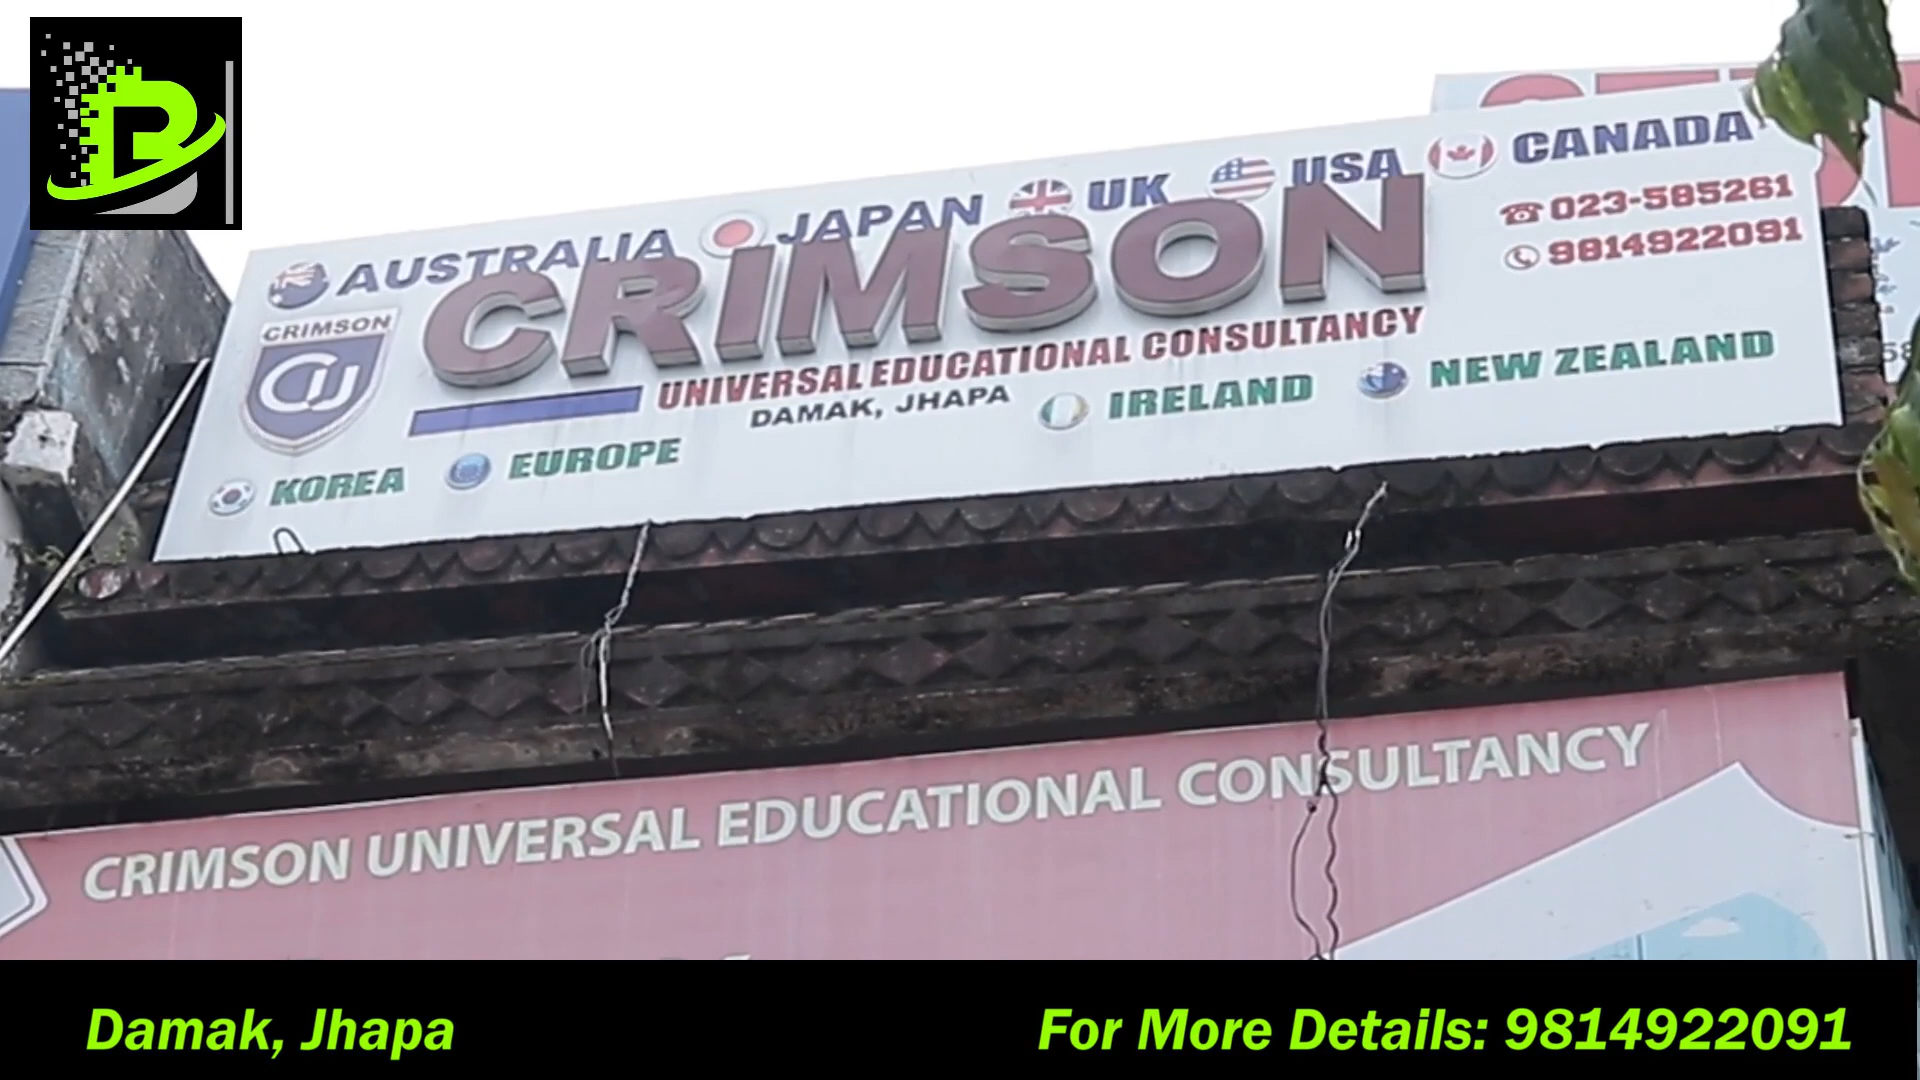 AUSTRALIA JAPAN UK USA CANADA
023-585261
9814922091
CRIMSON
CU
CRIMSON
UNIVERSAL EDUCATIONAL CONSULTANCY
DAMAK, JHAPA
IRELAND NEW ZEALAND
KOREA EUROPE
CRIMSON UNIVERSAL EDUCATIONAL CONSULTANCY
Damak, Jhapa
For More Details: 9814922091